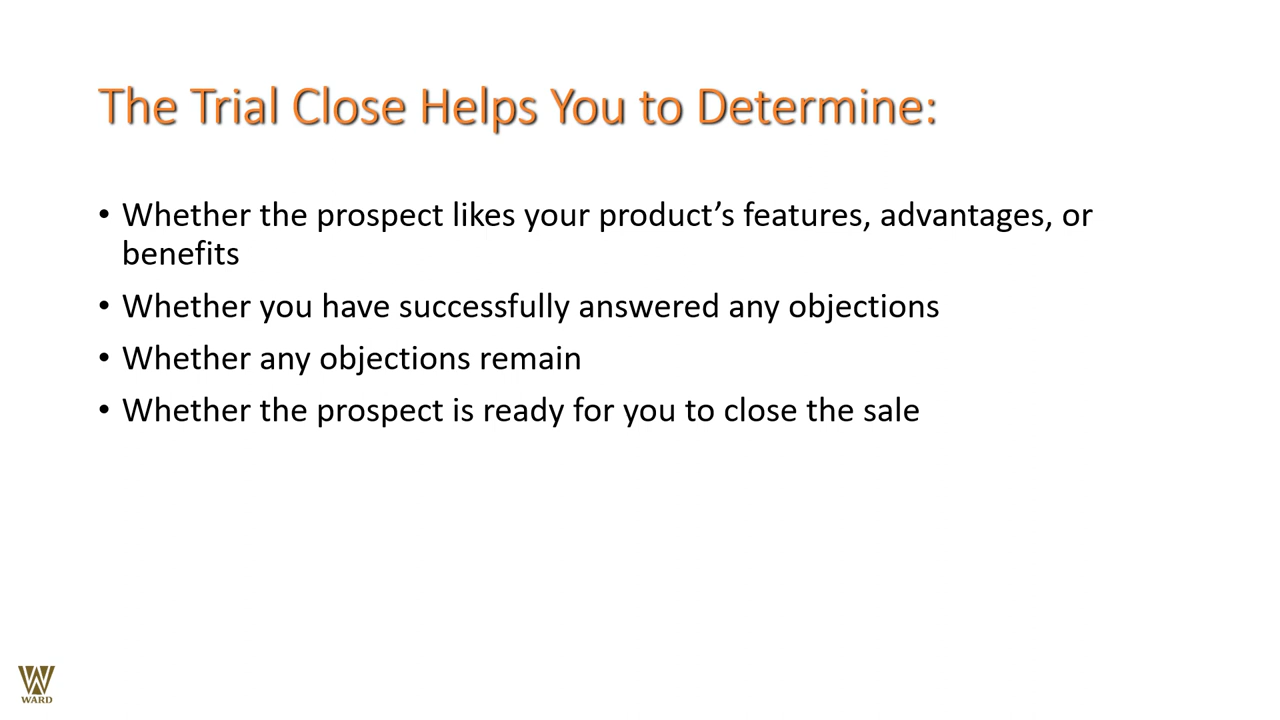 The Trial Close Helps You to Determine:
• Whether the prospect likes your product’s features, advantages, or
benefits
• Whether you have successfully answered any objections
• Whether any objections remain
• Whether the prospect is ready for you to close the sale
W
WARD